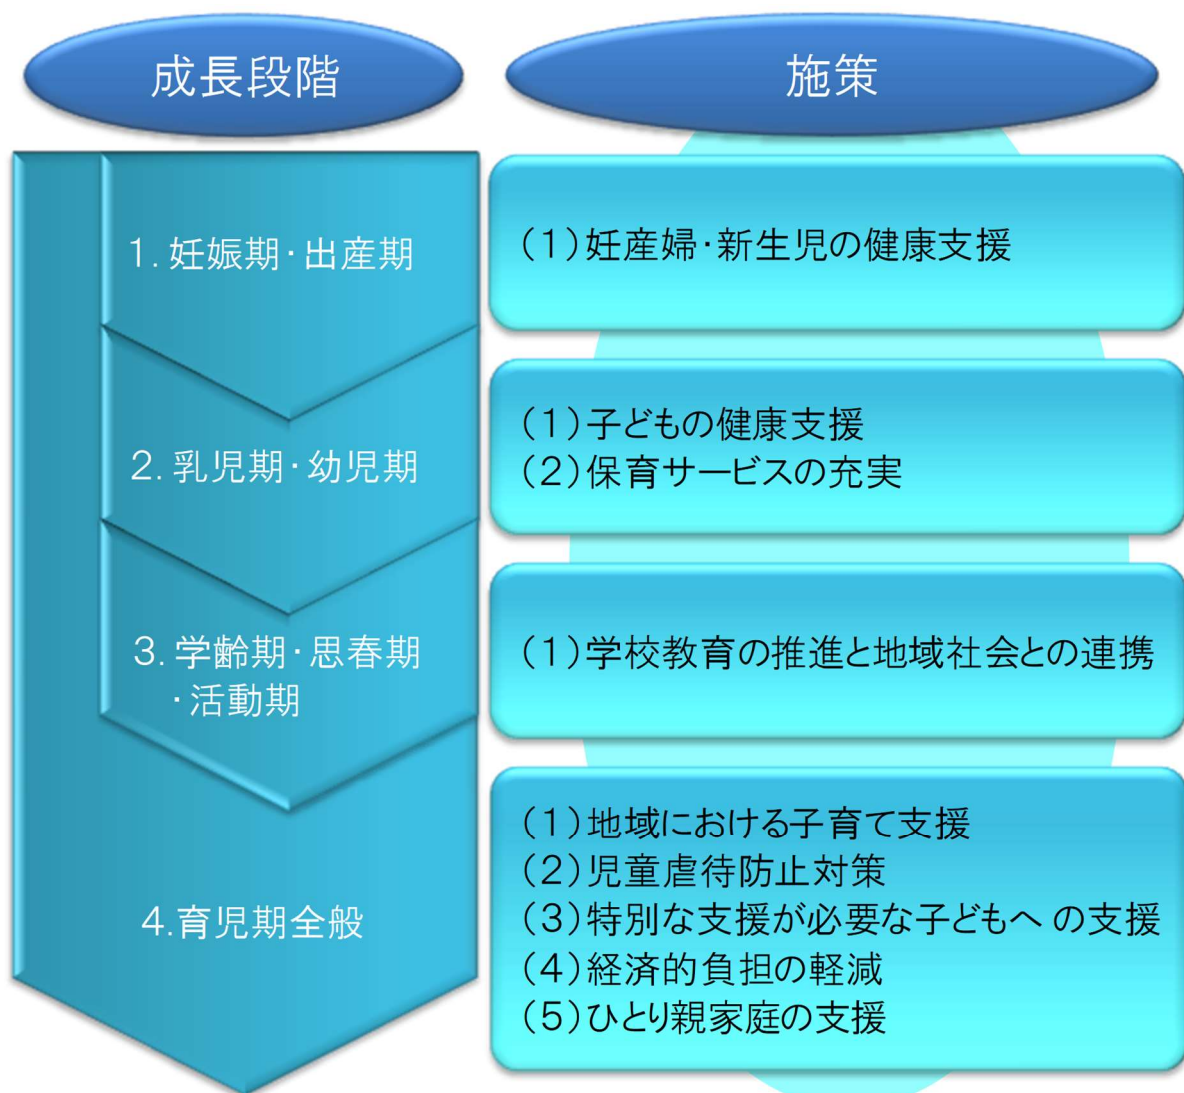 成長段階
施策
1. 妊娠期・出産期
（1）妊産婦・新生児の健康支援
2. 乳児期・幼児期
（1）子どもの健康支援
（2）保育サービスの充実
3. 学齢期・思春期
・活動期
（1）学校教育の推進と地域社会との連携
4.育児期全般
（1）地域における子育て支援
（2）児童虐待防止対策
（3）特別な支援が必要な子どもへ の支援
（4）経済的負担の軽減
（5）ひとり親家庭の支援